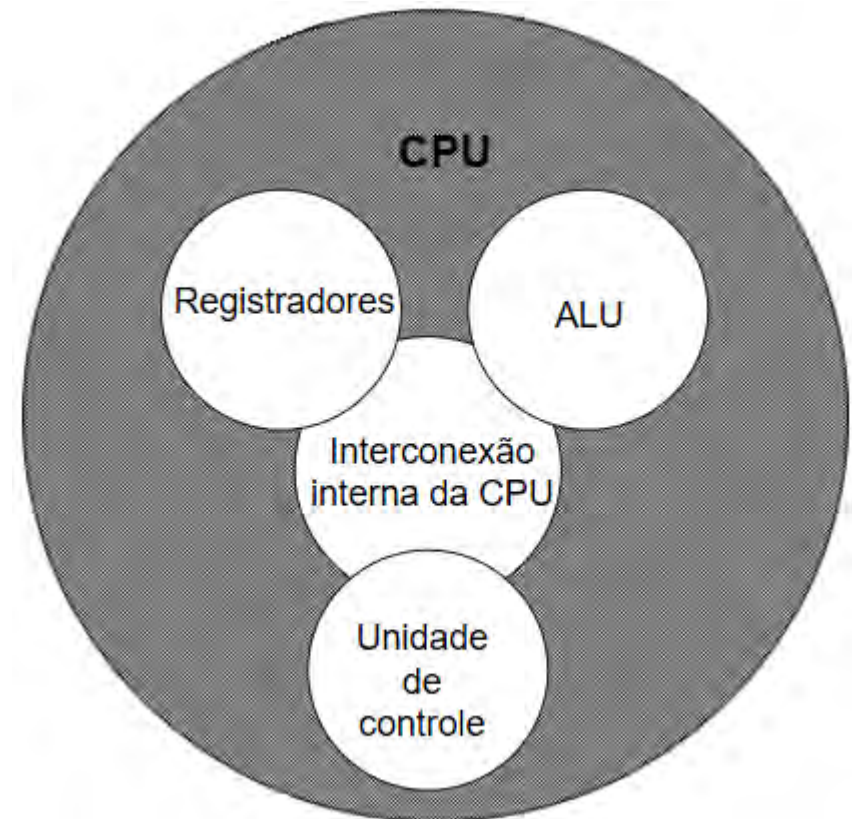 CPU
Registradores
ALU
Interconexão
interna da CPU
Unidade
de
controle